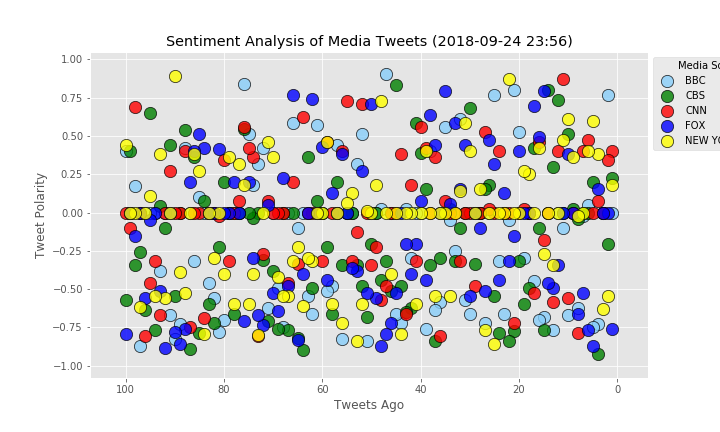 Sentiment Analysis of Media Tweets (2018-09-24 23:56)
Media
BBC
CBS
CNN
FOX
NEW
1.00
0.75
0.50
0.25
0.00
−0.25
−0.50
−0.75
−1.00
Tweet Polarity
100
80
60
40
20
0
Tweets Ago